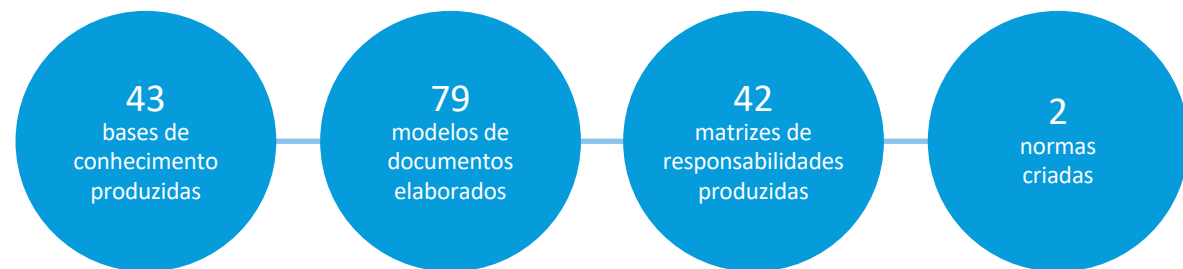 43
bases de
conhecimento
produzidas
79
modelos de
documentos
elaborados
42
matrizes de
responsabilidades
produzidas
2
normas
criadas